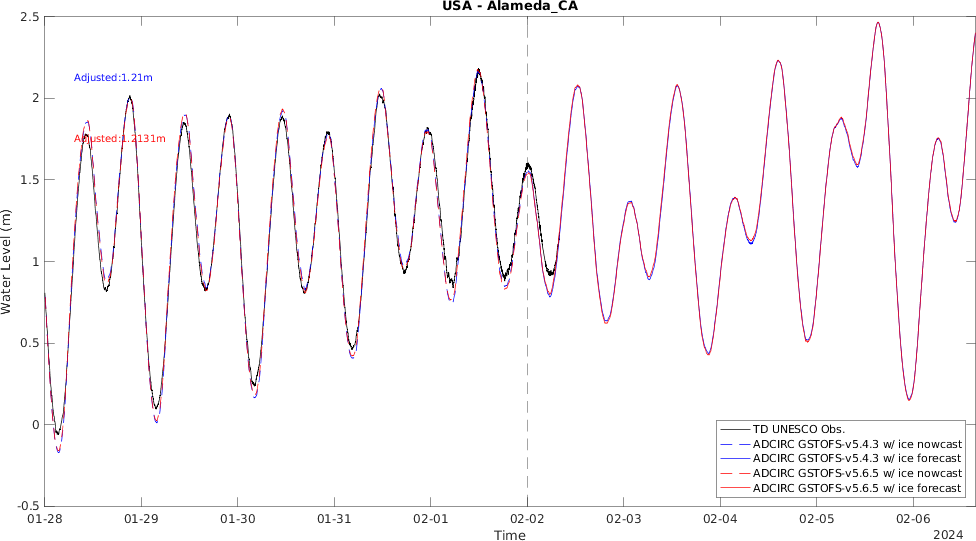 USA - Alameda_CA
2.5
2
1.5
1
0.5
0
-0.5
Water Level (m)
Adjusted:1.21m
Adjusted:1.2131m
TD UNESCO Obs.
ADCIRC GSTOFS-v5.4.3 w/ ice nowcast
ADCIRC GSTOFS-v5.4.3 w/ ice forecast
ADCIRC GSTOFS-v5.6.5 w/ ice nowcast
ADCIRC GSTOFS-v5.6.5 w/ ice forecast
01-28 01-29 01-30 01-31 02-01 02-02 02-03 02-04 02-05 02-06
Time
2024